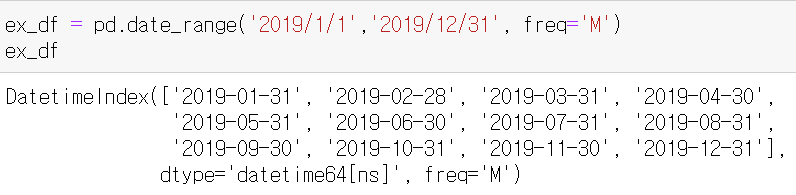 ex_df = pd.date_range('2019/1/1','2019/12/31', freq='M')
ex_df
DatetimeIndex(['2019-01-31', '2019-02-28', '2019-03-31', '2019-04-30',
'2019-05-31', '2019-06-30', '2019-07-31', '2019-08-31',
'2019-09-30', '2019-10-31', '2019-11-30', '2019-12-31'],
dtype='datetime64[ns]', freq='M')